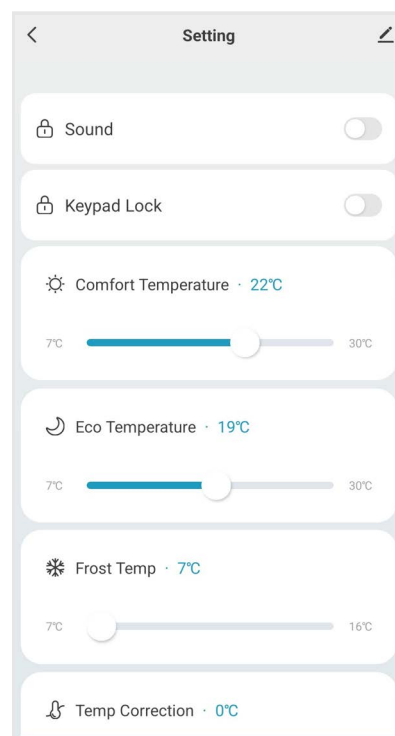 Setting
Sound
Keypad Lock
Comfort Temperature · 22℃
7℃ 30℃
Eco Temperature · 19℃
7℃ 30℃
Frost Temp · 7℃
7℃ 16℃
Temp Correction · 0℃